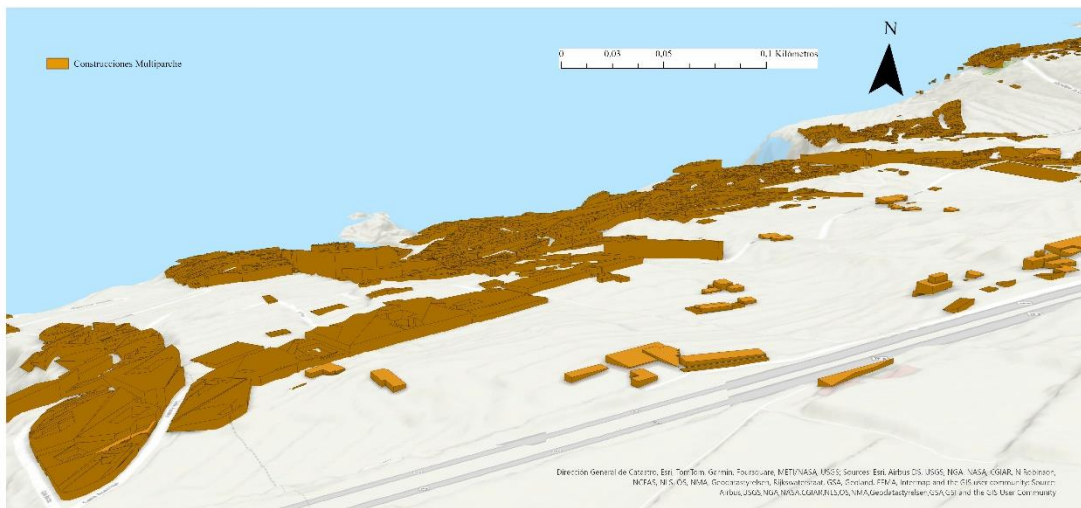 N
0 0.03 0,05 0,1 Kilómetros
Construcciones Multiparche
Dirección General de Catastro, Esri, TomTom, Garmin, Foursquare, METI/NASA, USGS; Sources: Esri, Airbus DS, USGS, NGA, NASA, CGIAR, N Robinson,
NCEAS, NLS, OS, NMA, Geodatastyrelsen, Rijkswaterstaat, GSA, Geoland, FEMA, Intermap and the GIS user community; Source:
Airbus,USGS,NGA,NASA,CGIAR,NLS,OS,NMA,Geodatastyrelsen,GSA,GSI and the GIS User Community